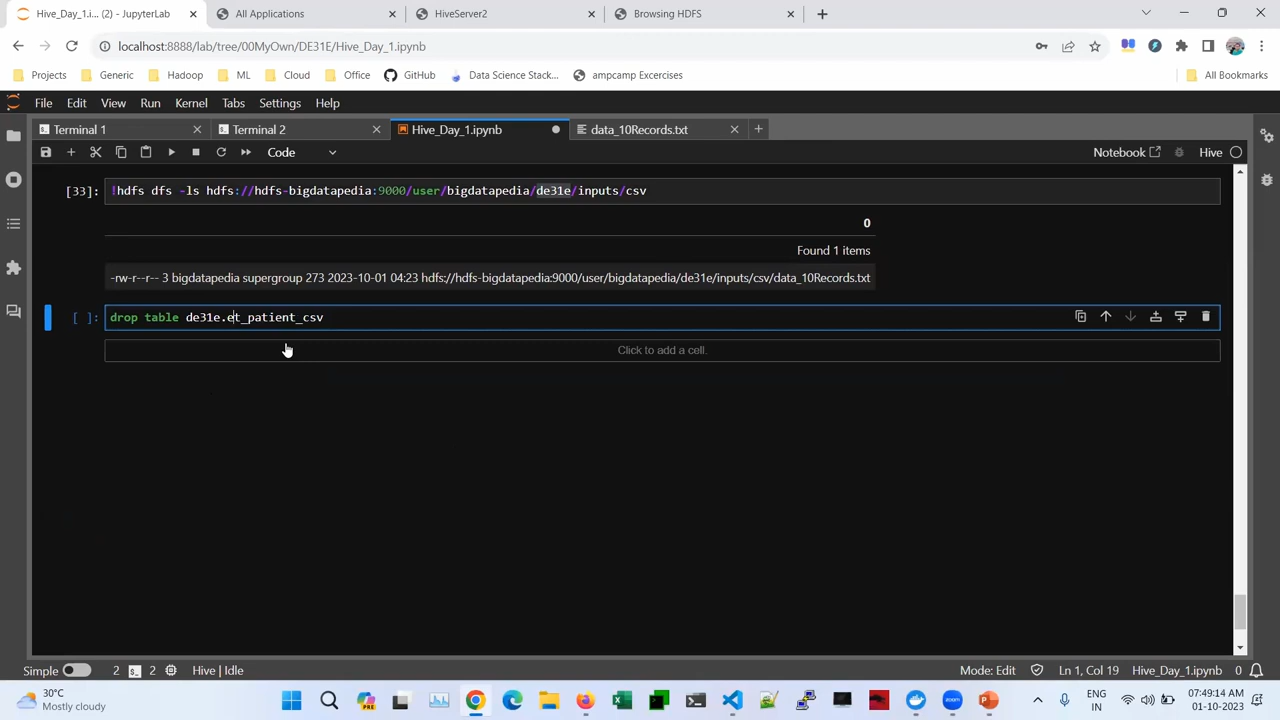 Hive_Day_1.i... (2) - JupyterLab
All Applications
HiveServer2
Browsing HDFS
localhost:8888/lab/tree/00MyOwn/DE31E/Hive_Day_1.ipynb
Projects Generic Hadoop ML Cloud Office GitHub Data Science Stack... ampcamp Excercises All Bookmarks
File Edit View Run Kernel Tabs Settings Help
Terminal 1 Terminal 2 Hive_Day_1.ipynb data_10Records.txt
Code Notebook Hive
[33]: !hdfs dfs -ls hdfs://hdfs-bigdatapedia:9000/user/bigdatapedia/de31e/inputs/csv
0
Found 1 items
-rw-r--r-- 3 bigdatapedia supergroup 273 2023-10-01 04:23 hdfs://hdfs-bigdatapedia:9000/user/bigdatapedia/de31e/inputs/csv/data_10Records.txt
[ ]: drop table de31e.et_patient_csv
Click to add a cell.
Simple 2 2 Hive | Idle Mode: Edit Ln 1, Col 19 Hive_Day_1.ipynb 0
30°C
Mostly cloudy
ENG
IN
07:49:14 AM
01-10-2023